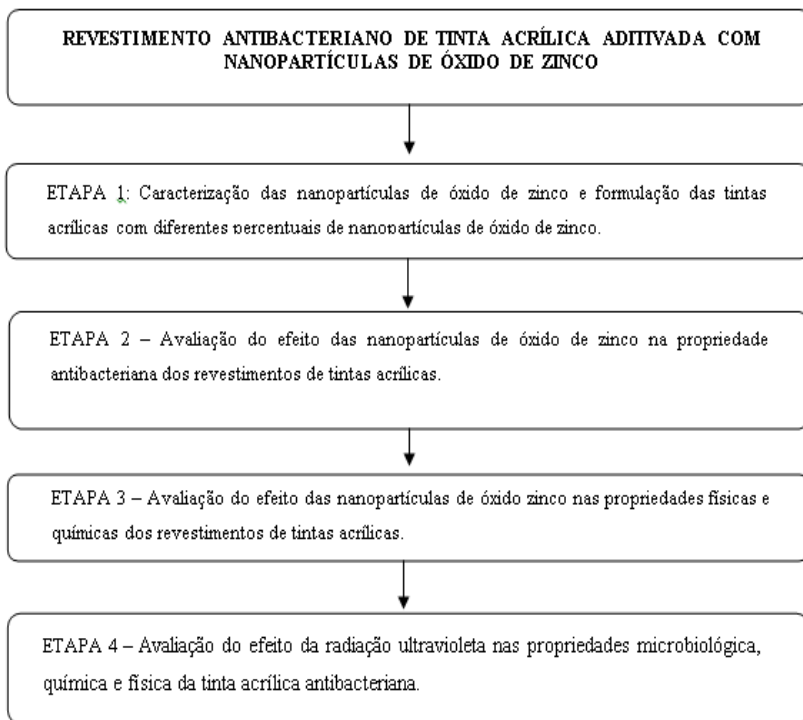 REVESTIMENTO ANTIBACTERIANO DE TINTA ACRÍLICA ADITIVADA COM
NANOPARTÍCULAS DE ÓXIDO DE ZINCO
ETAPA 1: Caracterização das nanopartículas de óxido de zinco e formulação das tintas
acrílicas com diferentes percentuais de nanopartículas de óxido de zinco.
ETAPA 2 – Avaliação do efeito das nanopartículas de óxido de zinco na propriedade
antibacteriana dos revestimentos de tintas acrílicas.
ETAPA 3 – Avaliação do efeito das nanopartículas de óxido zinco nas propriedades físicas e
químicas dos revestimentos de tintas acrílicas.
ETAPA 4 – Avaliação do efeito da radiação ultravioleta nas propriedades microbiológica,
química e física da tinta acrílica antibacteriana.